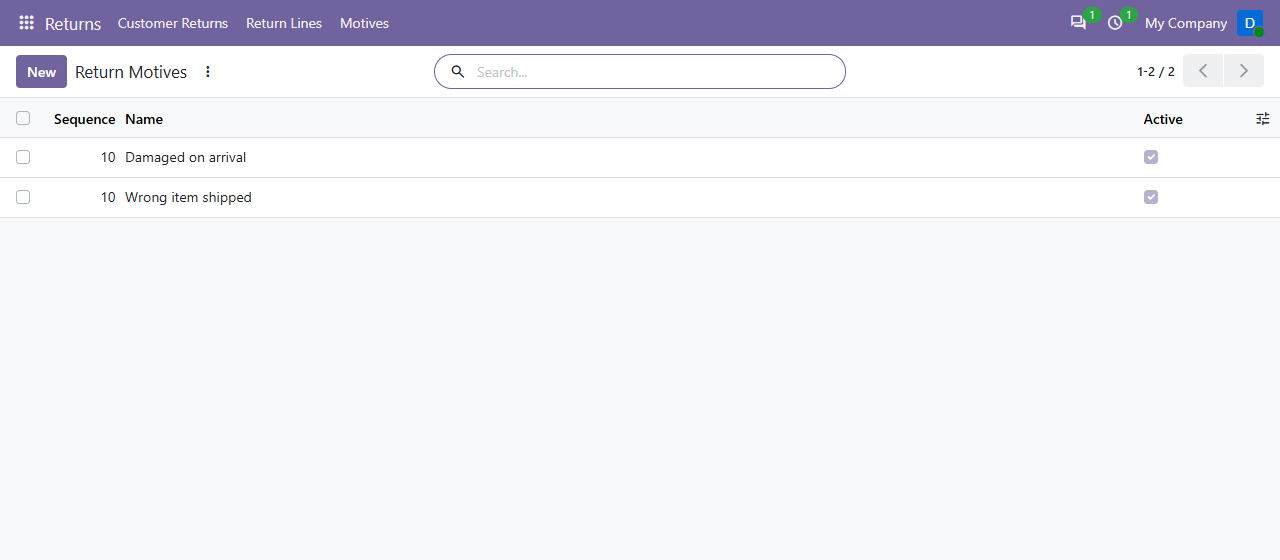 Returns Customer Returns Return Lines Motives 1 1 My Company D
New Return Motives Search... 1-2 / 2
Sequence Name Active
10 Damaged on arrival
10 Wrong item shipped